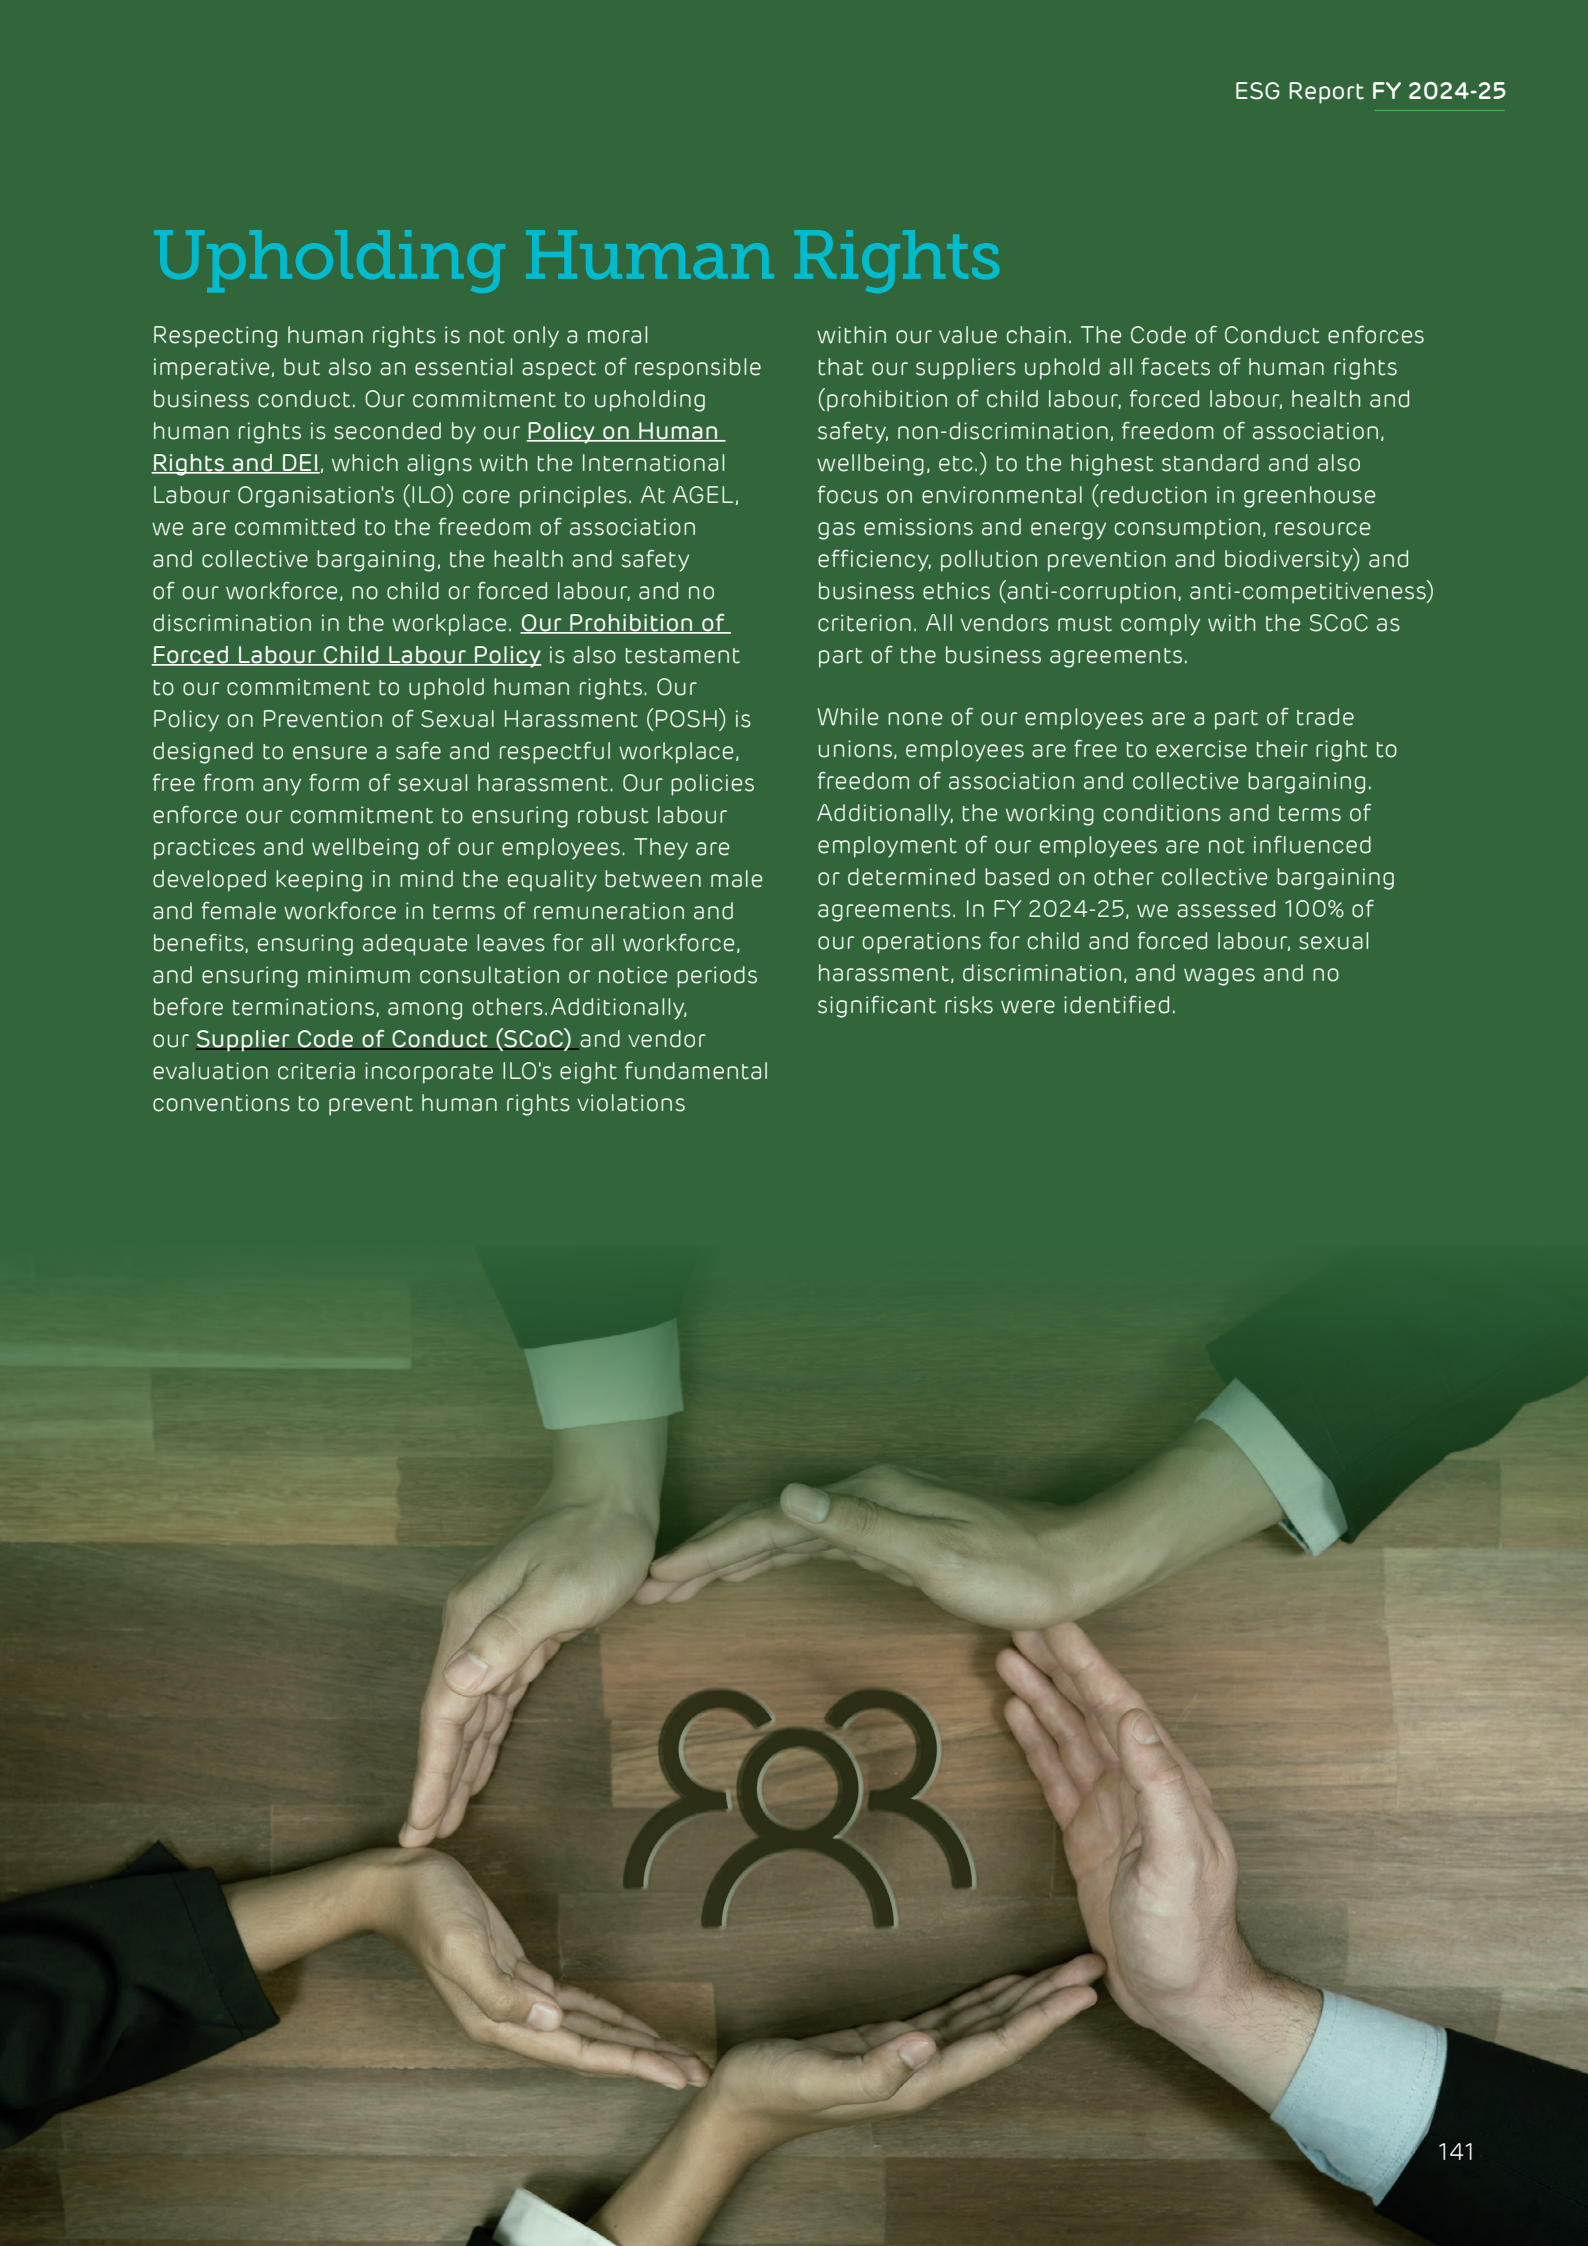 ESG Report FY 2024-25
Upholding Human Rights
Respecting human rights is not only a moral
imperative, but also an essential aspect of responsible
business conduct. Our commitment to upholding
human rights is seconded by our Policy on Human
Rights and DEI, which aligns with the International
Labour Organisation's (ILO) core principles. At AGEL,
we are committed to the freedom of association
and collective bargaining, the health and safety
of our workforce, no child or forced labour, and no
discrimination in the workplace. Our Prohibition of
Forced Labour Child Labour Policy is also testament
to our commitment to uphold human rights. Our
Policy on Prevention of Sexual Harassment (POSH) is
designed to ensure a safe and respectful workplace,
free from any form of sexual harassment. Our policies
enforce our commitment to ensuring robust labour
practices and wellbeing of our employees. They are
developed keeping in mind the equality between male
and female workforce in terms of remuneration and
benefits, ensuring adequate leaves for all workforce,
and ensuring minimum consultation or notice periods
before terminations, among others.Additionally,
our Supplier Code of Conduct (SCoC) and vendor
evaluation criteria incorporate ILO's eight fundamental
conventions to prevent human rights violations
within our value chain. The Code of Conduct enforces
that our suppliers uphold all facets of human rights
(prohibition of child labour, forced labour, health and
safety, non-discrimination, freedom of association,
wellbeing, etc.) to the highest standard and also
focus on environmental (reduction in greenhouse
gas emissions and energy consumption, resource
efficiency, pollution prevention and biodiversity) and
business ethics (anti-corruption, anti-competitiveness)
criterion. All vendors must comply with the SCoC as
part of the business agreements.
While none of our employees are a part of trade
unions, employees are free to exercise their right to
freedom of association and collective bargaining.
Additionally, the working conditions and terms of
employment of our employees are not influenced
or determined based on other collective bargaining
agreements. In FY 2024-25, we assessed 100% of
our operations for child and forced labour, sexual
harassment, discrimination, and wages and no
significant risks were identified.
141